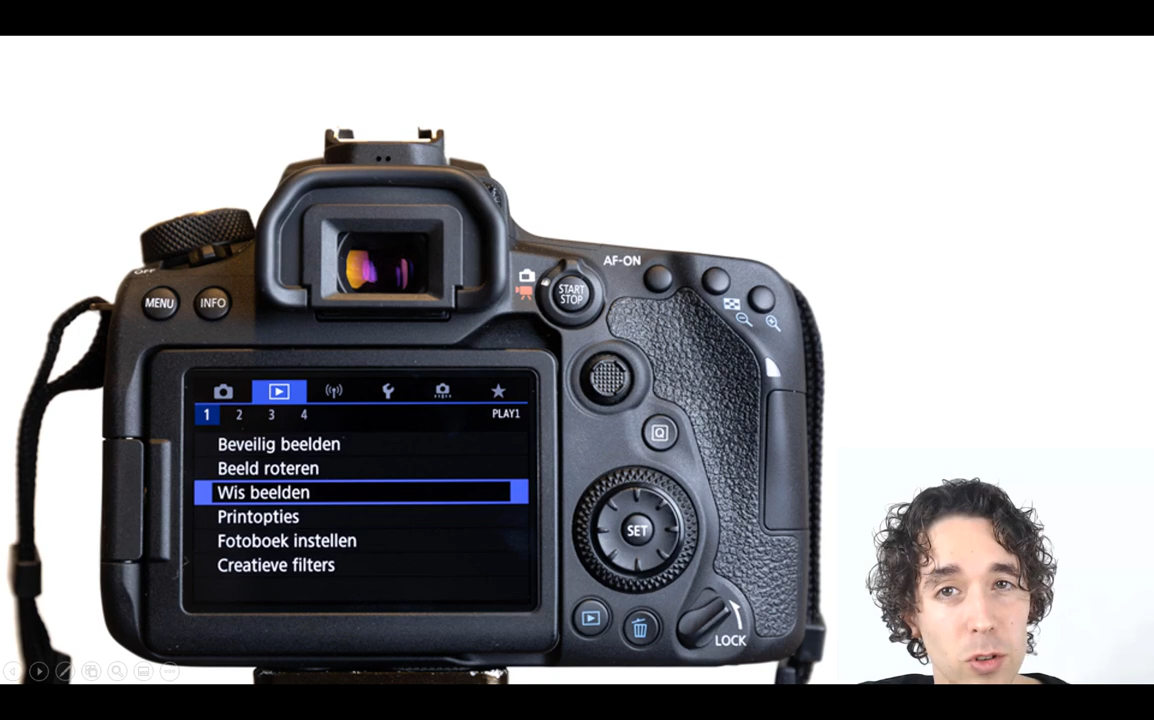 AF-ON
OFF
MENU
INFO
START
STOP
1 2 3 4
PLAY1
Beveilig beelden
Beeld roteren
Wis beelden
Printopties
Fotoboek instellen
Creatieve filters
Q
SET
LOCK